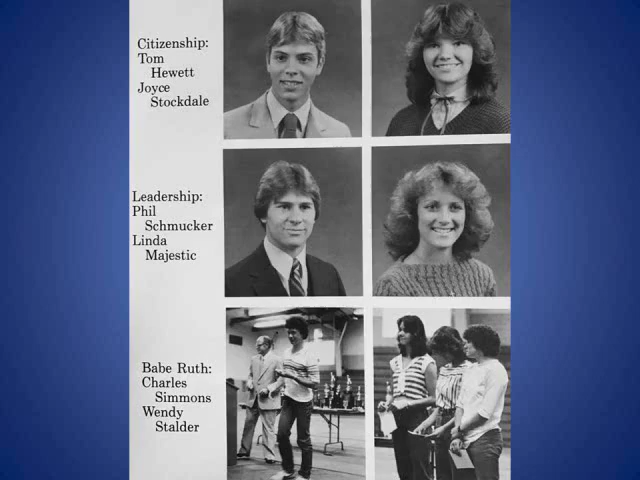 Citizenship:
Tom
Hewett
Joyce
Stockdale
Leadership:
Phil
Schmucker
Linda
Majestic
Babe Ruth:
Charles
Simmons
Wendy
Stalder